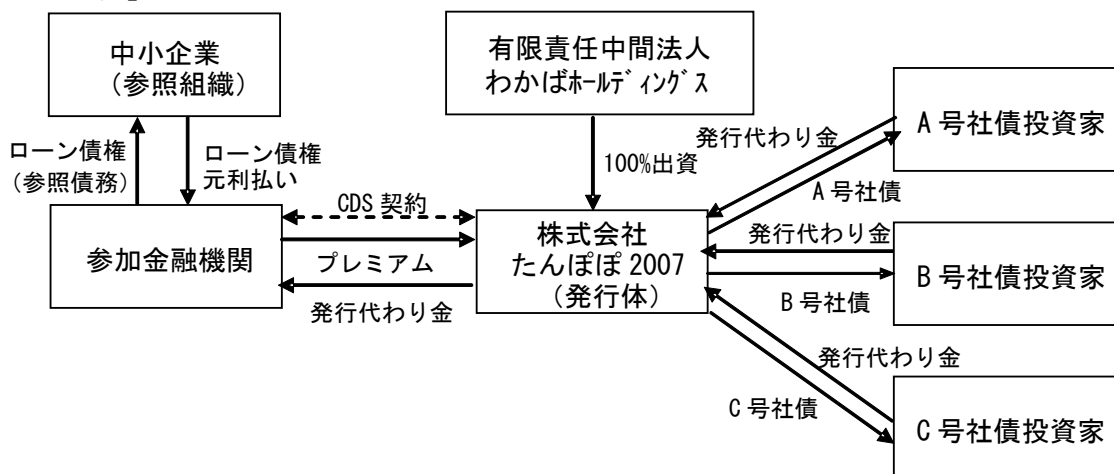 中小企業
（参照組織）
有限責任中間法人
わかばﾎｰﾙﾃﾞｨﾝｸﾞｽ
A号社債投資家
ローン債権
（参照債務）
ローン債権
元利払い
100%出資
発行代わり金
A号社債
CDS契約
参加金融機関
プレミアム
発行代わり金
株式会社
たんぽぽ2007
（発行体）
発行代わり金
B号社債
B号社債投資家
発行代わり金
C号社債
C号社債投資家